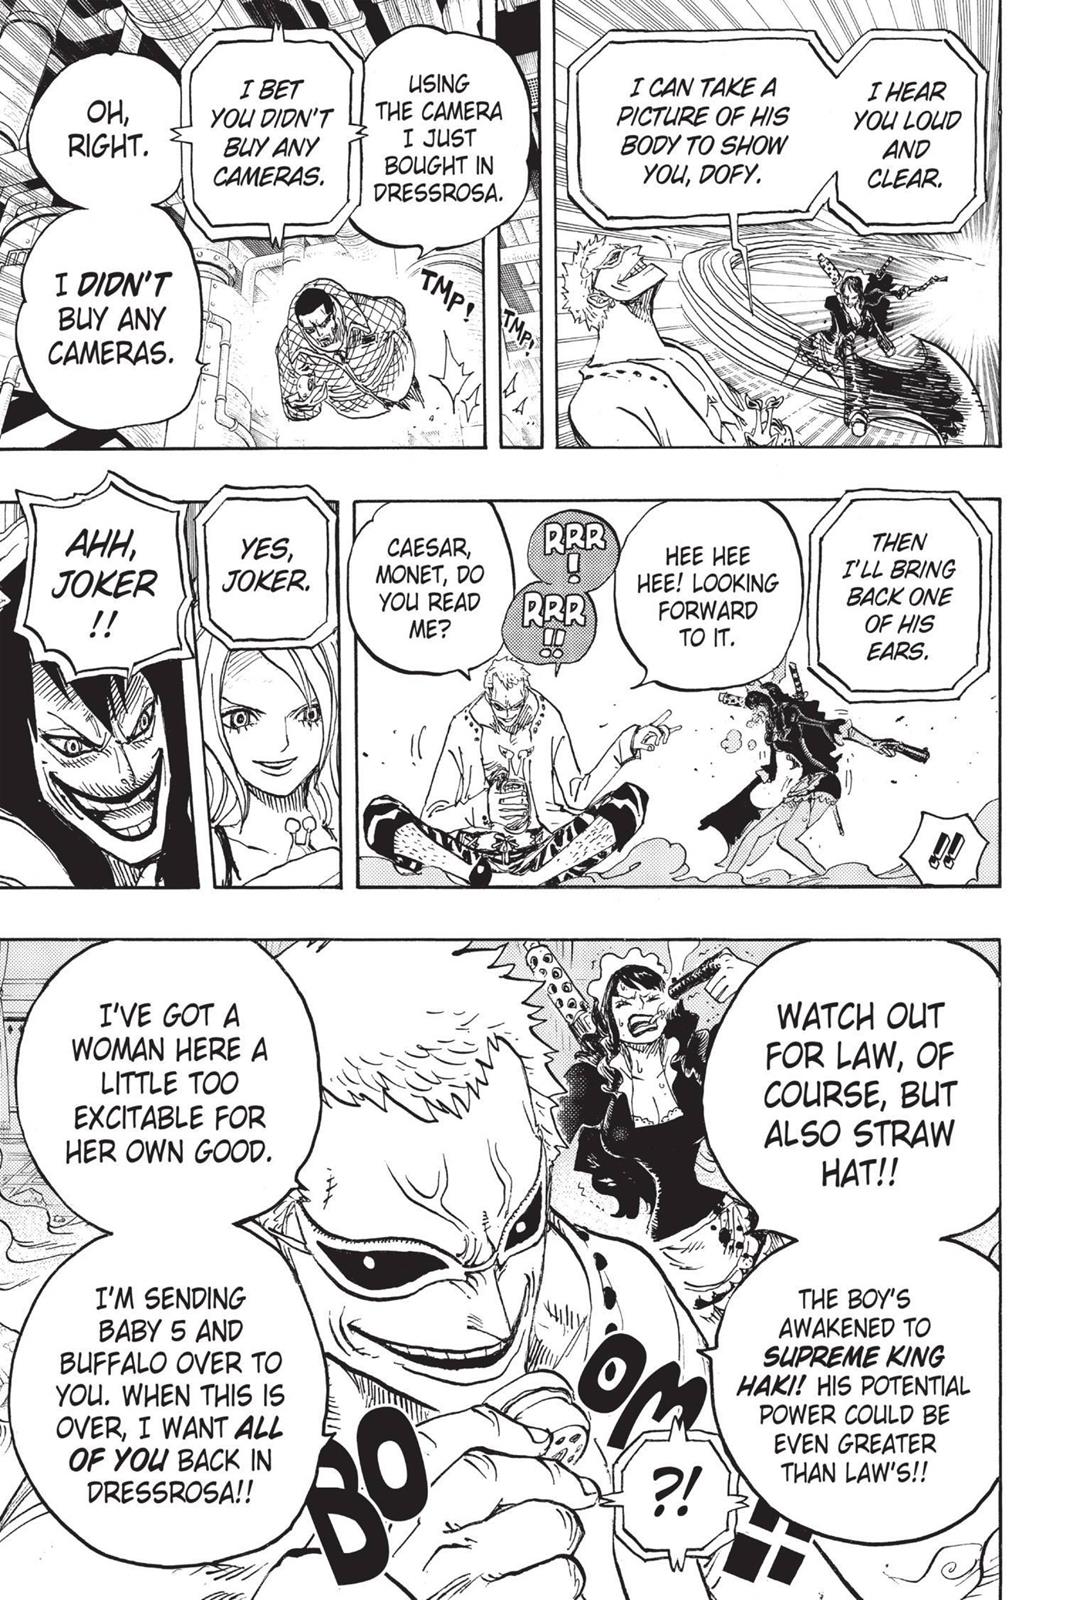 I HEAR
YOU LOUD
AND
CLEAR.
I CAN TAKE A
PICTURE OF HIS
BODY TO SHOW
YOU, DOFY.
USING
THE CAMERA
I JUST
BOUGHT IN
DRESSROSA.
I BET
YOU DIDN'T
BUY ANY
CAMERAS.
OH,
RIGHT.
I DIDN'T
BUY ANY
CAMERAS.
TMP!
TMP!
THEN
I'LL BRING
BACK ONE
OF HIS
EARS.
HEE HEE
HEE! LOOKING
FORWARD
TO IT.
RRR
!
RRR
!!
CAESAR,
MONET, DO
YOU READ
ME?
!!
YES,
JOKER.
AHH,
JOKER
!!
WATCH OUT
FOR LAW, OF
COURSE, BUT
ALSO STRAW
HAT!!
THE BOY'S
AWAKENED TO
SUPREME KING
HAKI! HIS POTENTIAL
POWER COULD BE
EVEN GREATER
THAN LAW'S!!
?!
I'VE GOT A
WOMAN HERE A
LITTLE TOO
EXCITABLE FOR
HER OWN GOOD.
I'M SENDING
BABY 5 AND
BUFFALO OVER TO
YOU. WHEN THIS IS
OVER, I WANT ALL
OF YOU BACK IN
DRESSROSA!!
DOOM
!!